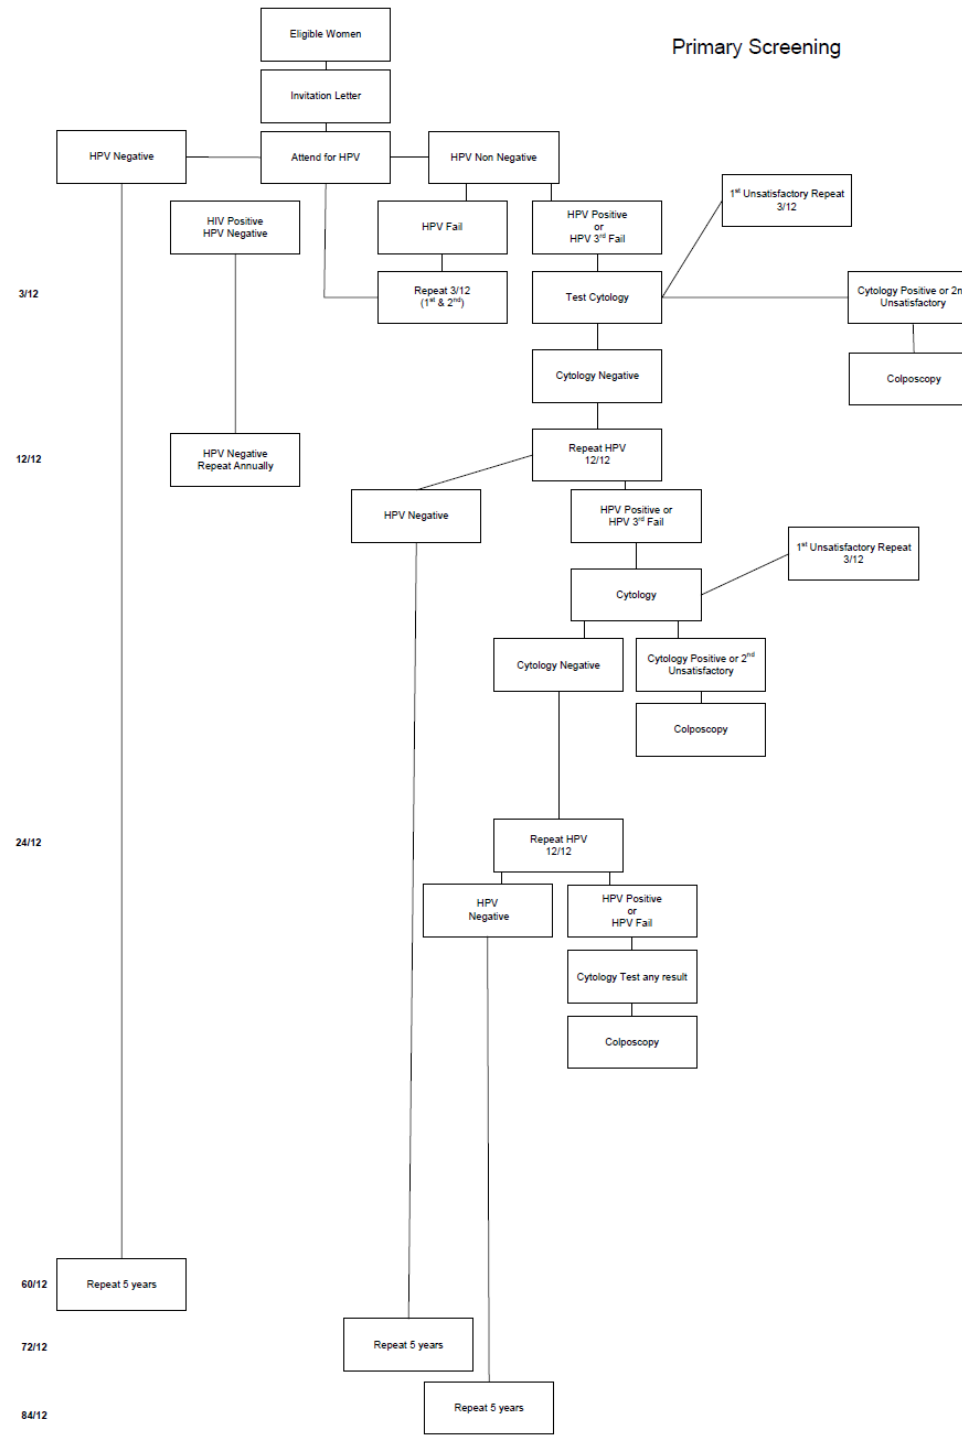 Eligible Women
Primary Screening
Invitation Letter
HPV Negative
Attend for HPV
HPV Non Negative
1st Unsatisfactory Repeat
3/12
HIV Positive
HPV Negative
HPV Fail
HPV Positive
or
HPV 3rd Fail
3/12
Repeat 3/12
(1st & 2nd)
Test Cytology
Cytology Positive or 2n
Unsatisfactory
Cytology Negative
Colposcopy
12/12
HPV Negative
Repeat Annually
Repeat HPV
12/12
HPV Negative
HPV Positive or
HPV 3rd Fail
1st Unsatisfactory Repeat
3/12
Cytology
Cytology Negative
Cytology Positive or 2nd
Unsatisfactory
Colposcopy
24/12
Repeat HPV
12/12
HPV
Negative
HPV Positive
or
HPV Fail
Cytology Test any result
Colposcopy
60/12
Repeat 5 years
72/12
Repeat 5 years
84/12
Repeat 5 years